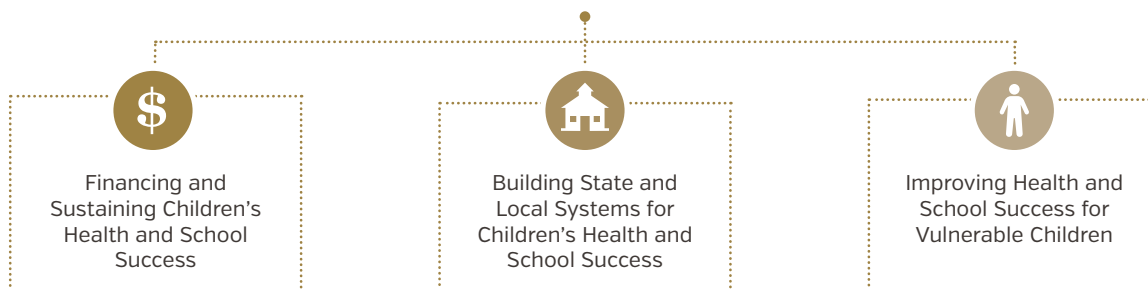 $
Financing and
Sustaining Children’s
Health and School
Success
Building State and
Local Systems for
Children’s Health and
School Success
Improving Health and
School Success for
Vulnerable Children